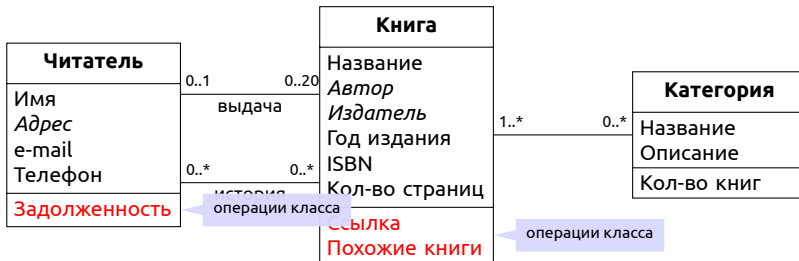 Читатель
Имя
Адрес
e-mail
Телефон
Задолженность
0..1
0..20
выдача
0..*
0..*
история
операции класса
Книга
Название
Автор
Издатель
Год издания
ISBN
Кол-во страниц
Ссылка
Похожие книги
операции класса
1..*
0..*
Категория
Название
Описание
Кол-во книг